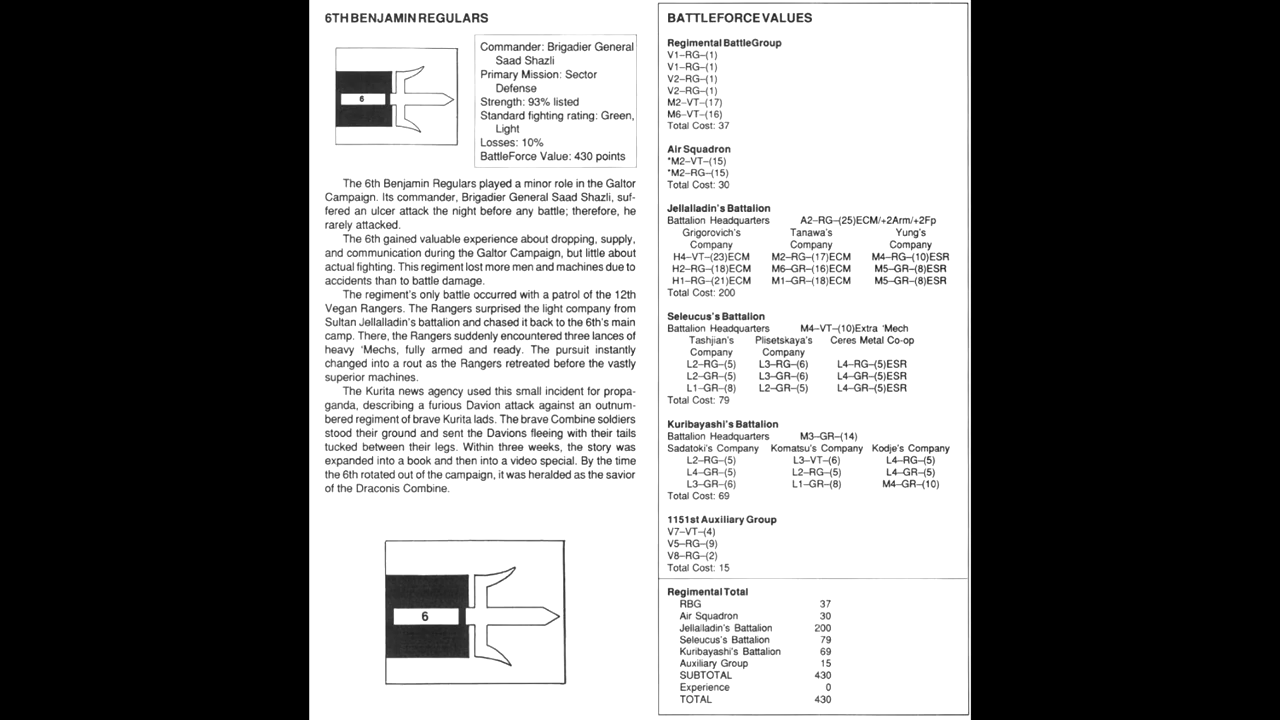 6TH BENJAMIN REGULARS
6
Commander: Brigadier General
Saad Shazli
Primary Mission: Sector
Defense
Strength: 93% listed
Standard fighting rating: Green,
Light
Losses: 10%
BattleForce Value: 430 points
The 6th Benjamin Regulars played a minor role in the Galtor
Campaign. Its commander, Brigadier General Saad Shazli, suf-
fered an ulcer attack the night before any battle; therefore, he
rarely attacked.
The 6th gained valuable experience about dropping, supply,
and communication during the Galtor Campaign, but little about
actual fighting. This regiment lost more men and machines due to
accidents than to battle damage.
The regiment's only battle occurred with a patrol of the 12th
Vegan Rangers. The Rangers surprised the light company from
Sultan Jellalladin's battalion and chased it back to the 6th's main
camp. There, the Rangers suddenly encountered three lances of
heavy 'Mechs, fully armed and ready. The pursuit instantly
changed into a rout as the Rangers retreated before the vastly
superior machines.
The Kurita news agency used this small incident for propa-
ganda, describing a furious Davion attack against an outnum-
bered regiment of brave Kurita lads. The brave Combine soldiers
stood their ground and sent the Davions fleeing with their tails
tucked between their legs. Within three weeks, the story was
expanded into a book and then into a video special. By the time
the 6th rotated out of the campaign, it was heralded as the savior
of the Draconis Combine.
6
BATTLEFORCE VALUES
Regimental BattleGroup
V1–RG–(1)
V1–RG–(1)
V2–RG–(1)
V2–RG–(1)
M2–VT–(17)
M6–VT–(16)
Total Cost: 37
Air Squadron
*M2–VT–(15)
*M2–RG–(15)
Total Cost: 30
Jellalladin's Battalion
Battalion Headquarters A2–RG–(25)ECM/+2Arm/+2Fp
Grigorovich's Tanawa's Yung's
Company Company Company
H4–VT–(23)ECM M2–RG–(17)ECM M4–RG–(10)ESR
H2–RG–(18)ECM M6–GR–(16)ECM M5–GR–(8)ESR
H1–RG–(21)ECM M1–GR–(18)ECM M5–GR–(8)ESR
Total Cost: 200
Seleucus's Battalion
Battalion Headquarters M4–VT–(10)Extra 'Mech
Tashjian's Plisetskaya's Ceres Metal Co-op
Company Company
L2–RG–(5) L3–RG–(6) L4–RG–(5)ESR
L2–GR–(5) L3–GR–(6) L4–GR–(5)ESR
L1–GR–(8) L2–GR–(5) L4–GR–(5)ESR
Total Cost: 79
Kuribayashi's Battalion
Battalion Headquarters M3–GR–(14)
Sadatoki's Company Komatsu's Company Kodje's Company
L2–RG–(5) L3–VT–(6) L4–RG–(5)
L4–GR–(5) L2–RG–(5) L4–GR–(5)
L3–GR–(6) L1–GR–(8) M4–GR–(10)
Total Cost: 69
1151st Auxiliary Group
V7–VT–(4)
V5–RG–(9)
V8–RG–(2)
Total Cost: 15
Regimental Total
RBG 37
Air Squadron 30
Jellalladin's Battalion 200
Seleucus's Battalion 79
Kuribayashi's Battalion 69
Auxiliary Group 15
SUBTOTAL 430
Experience 0
TOTAL 430